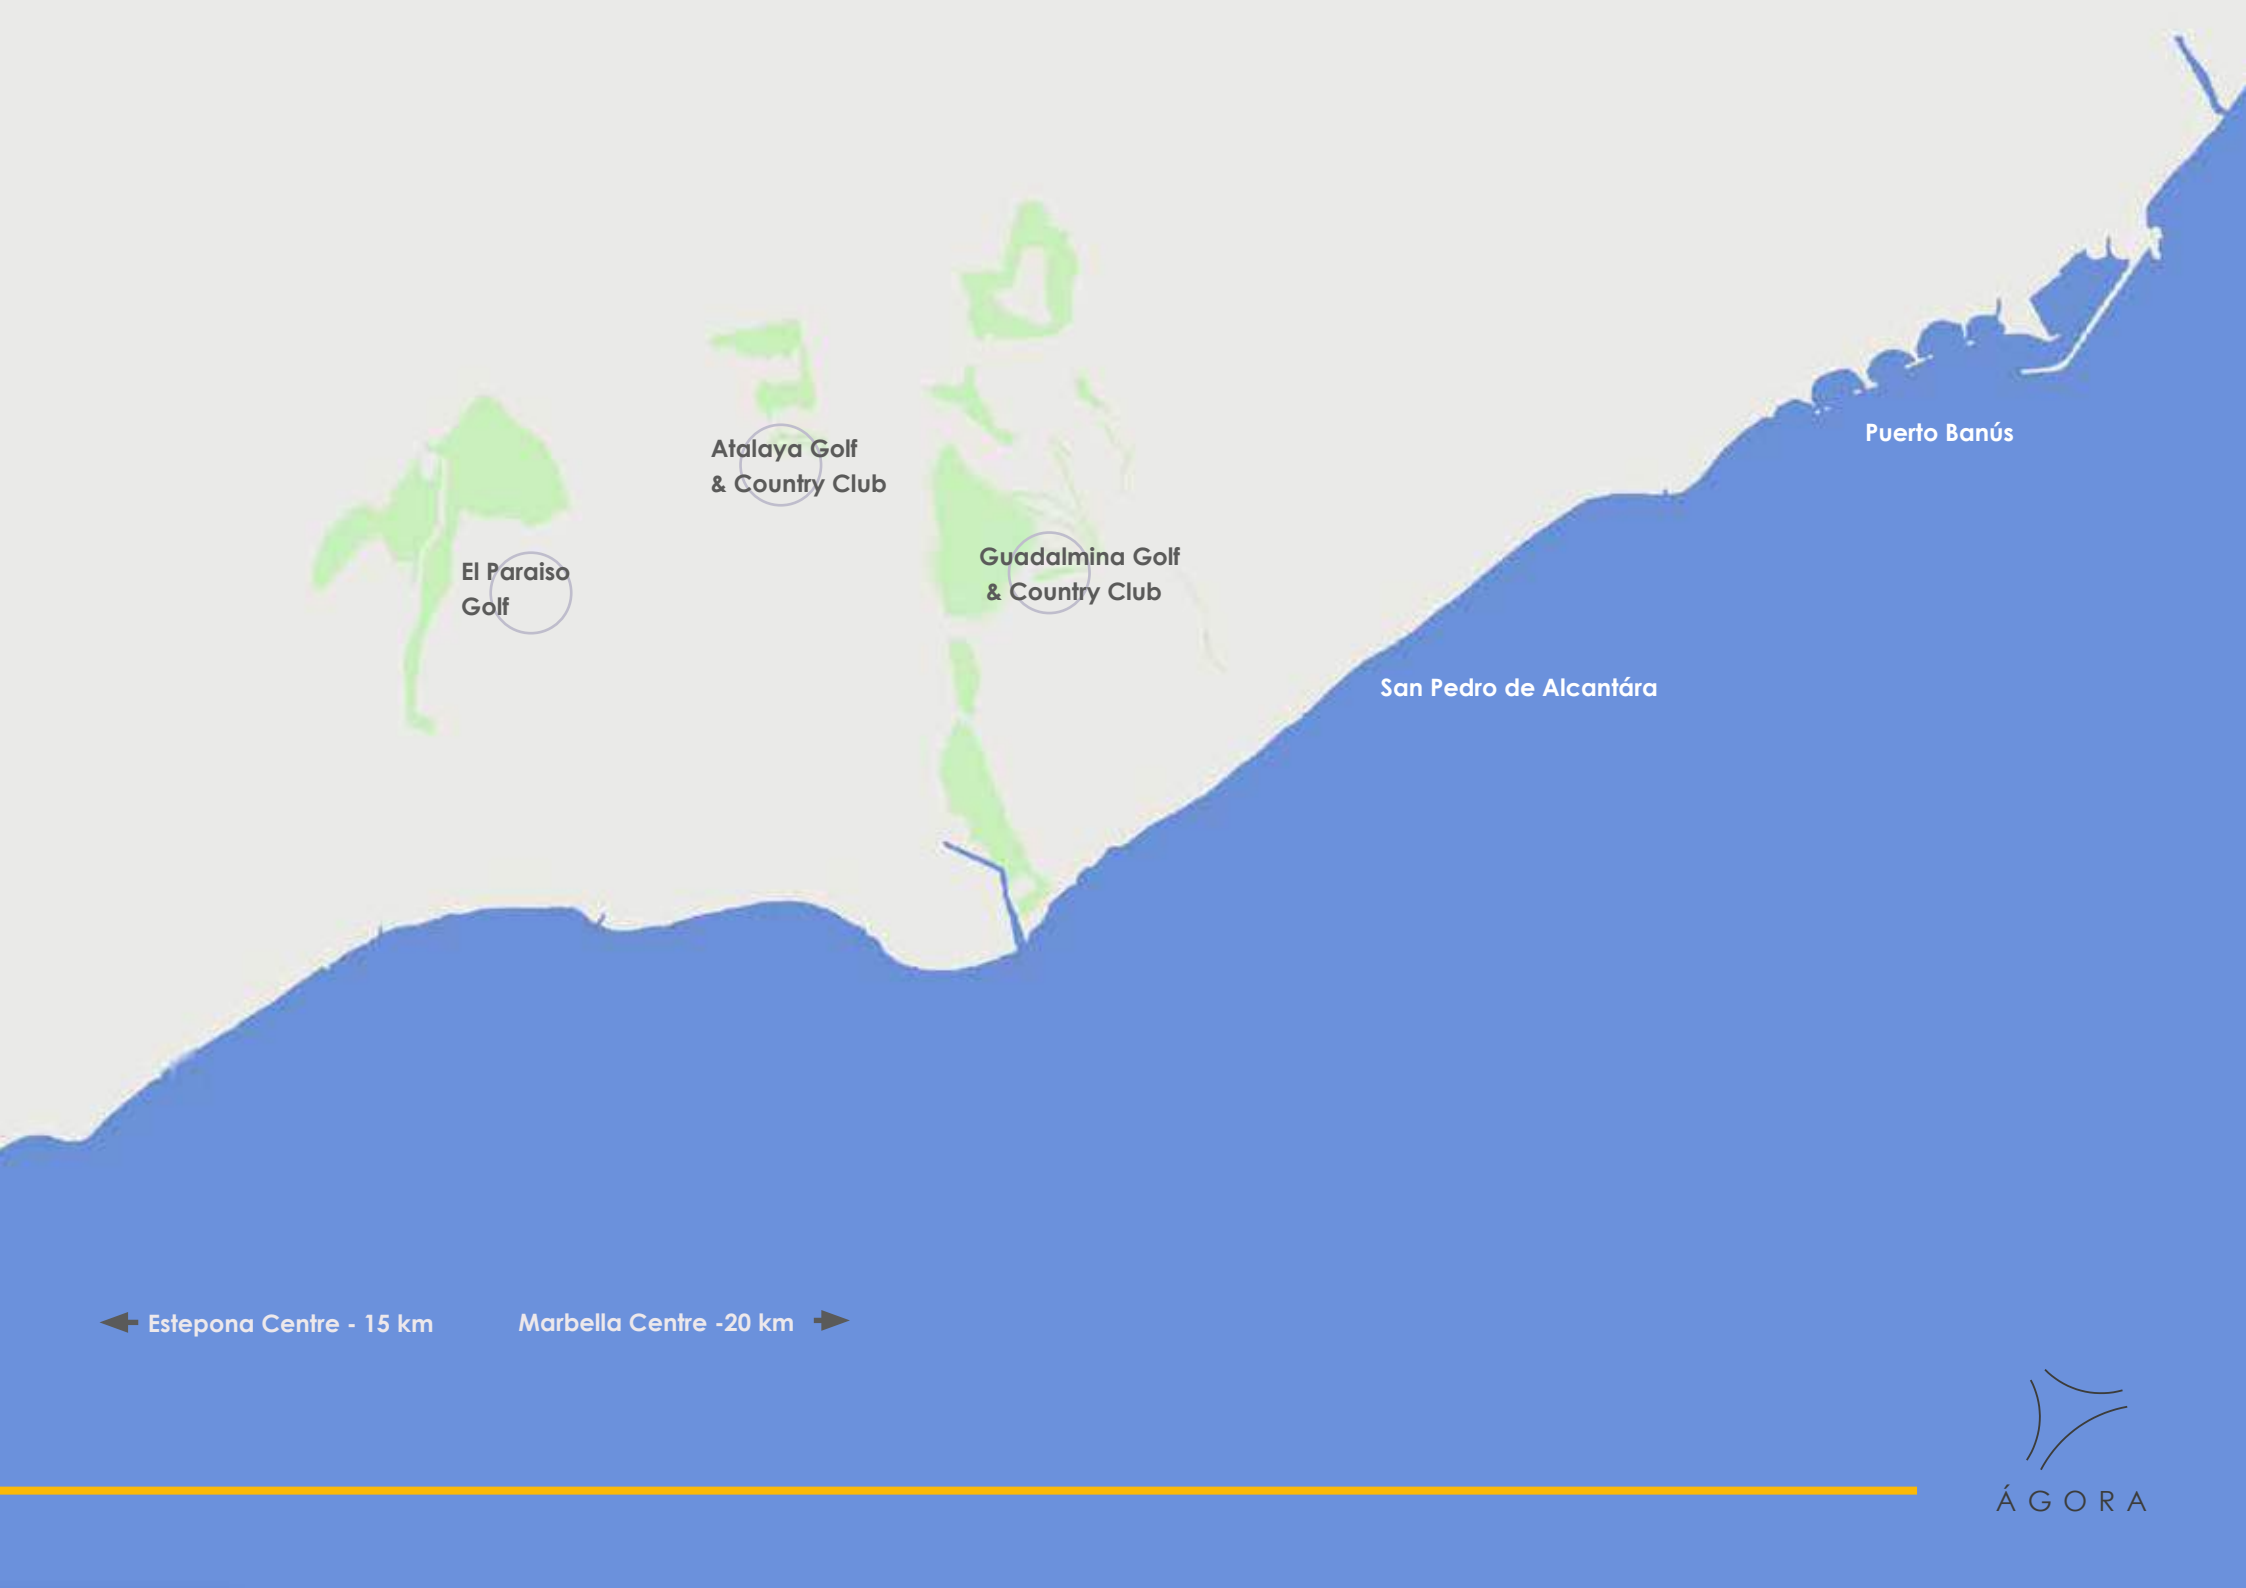 Puerto Banús
Atalaya Golf
& Country Club
Guadalmina Golf
& Country Club
El Paraiso
Golf
San Pedro de Alcantára
Estepona Centre - 15 km
Marbella Centre -20 km
ÁGORA